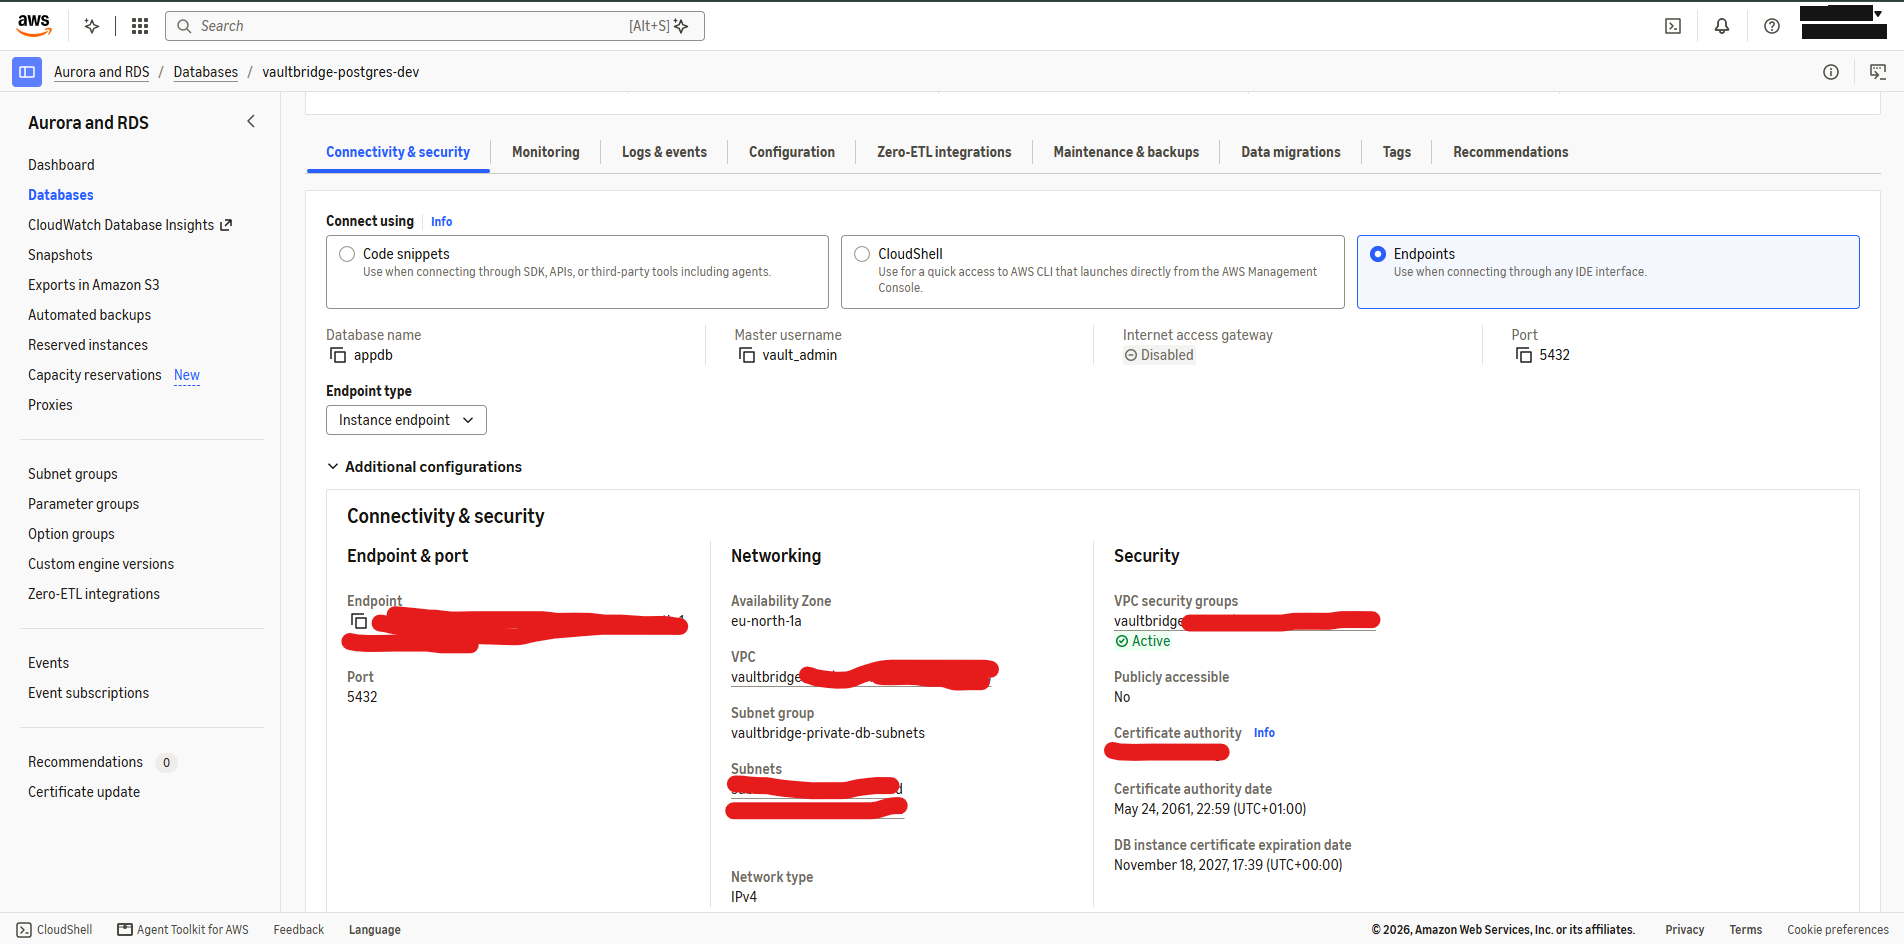 aws
Search
[Alt+S]
Aurora and RDS / Databases / vaultbridge-postgres-dev
Aurora and RDS
Dashboard
Databases
CloudWatch Database Insights
Snapshots
Exports in Amazon S3
Automated backups
Reserved instances
Capacity reservations New
Proxies
Subnet groups
Parameter groups
Option groups
Custom engine versions
Zero-ETL integrations
Events
Event subscriptions
Recommendations 0
Certificate update
Connectivity & security
Monitoring
Logs & events
Configuration
Zero-ETL integrations
Maintenance & backups
Data migrations
Tags
Recommendations
Connect using Info
Code snippets
Use when connecting through SDK, APIs, or third-party tools including agents.
CloudShell
Use for a quick access to AWS CLI that launches directly from the AWS Management
Console.
Endpoints
Use when connecting through any IDE interface.
Database name
appdb
Master username
vault_admin
Internet access gateway
Disabled
Port
5432
Endpoint type
Instance endpoint
Additional configurations
Connectivity & security
Endpoint & port
Endpoint
Port
5432
Networking
Availability Zone
eu-north-1a
VPC
vaultbridge
Subnet group
vaultbridge-private-db-subnets
Subnets
Network type
IPv4
Security
VPC security groups
vaultbridge
Active
Publicly accessible
No
Certificate authority Info
Certificate authority date
May 24, 2061, 22:59 (UTC+01:00)
DB instance certificate expiration date
November 18, 2027, 17:39 (UTC+00:00)
CloudShell
Agent Toolkit for AWS
Feedback
Language
© 2026, Amazon Web Services, Inc. or its affiliates.
Privacy
Terms
Cookie preferences